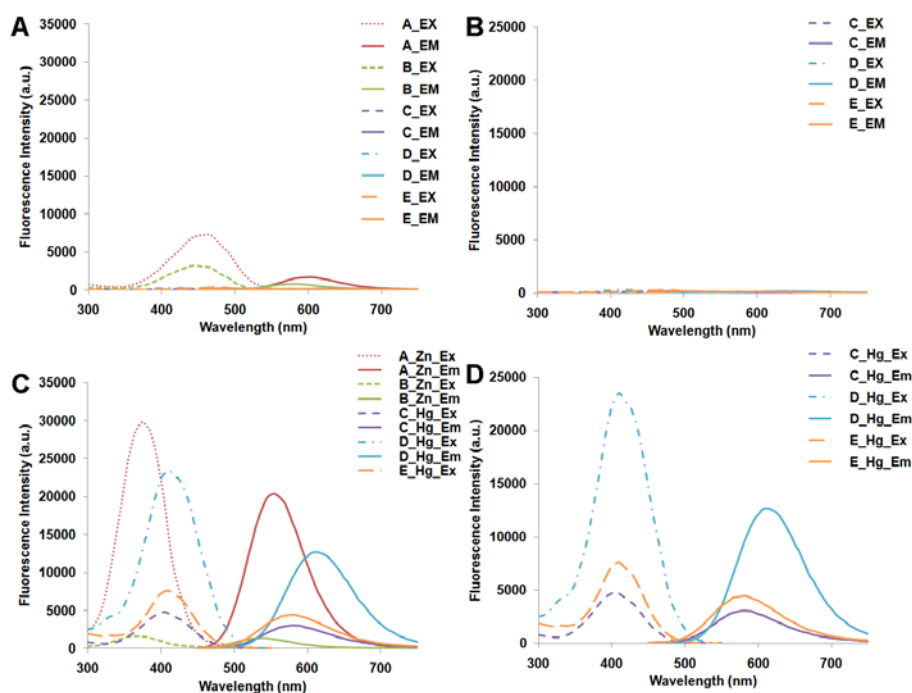 A
Fluorescence Intensity (a.u.)
35000
30000
25000
20000
15000
10000
5000
0
300 400 500 600 700
Wavelength (nm)
A_EX
A_EM
B_EX
B_EM
C_EX
C_EM
D_EX
D_EM
E_EX
E_EM
B
Fluorescence Intensity (a.u.)
25000
20000
15000
10000
5000
0
300 400 500 600 700
Wavelength (nm)
C_EX
C_EM
D_EX
D_EM
E_EX
E_EM
C
Fluorescence Intensity (a.u.)
35000
30000
25000
20000
15000
10000
5000
0
300 400 500 600 700
Wavelength (nm)
A_Zn_Ex
A_Zn_Em
B_Zn_Ex
B_Zn_Em
C_Hg_Ex
C_Hg_Em
D_Hg_Ex
D_Hg_Em
E_Hg_Ex
D
Fluorescence Intensity (a.u.)
25000
20000
15000
10000
5000
0
300 400 500 600 700
Wavelength (nm)
C_Hg_Ex
C_Hg_Em
D_Hg_Ex
D_Hg_Em
E_Hg_Ex
E_Hg_Em